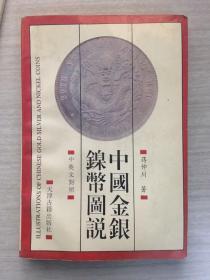 中國金銀
鎳幣圖説
蔣仲川 著
中英文對照
天津古籍出版社
ILLUSTRATIONS OF CHINESE GOLD SILVER AND NICKEL COINS